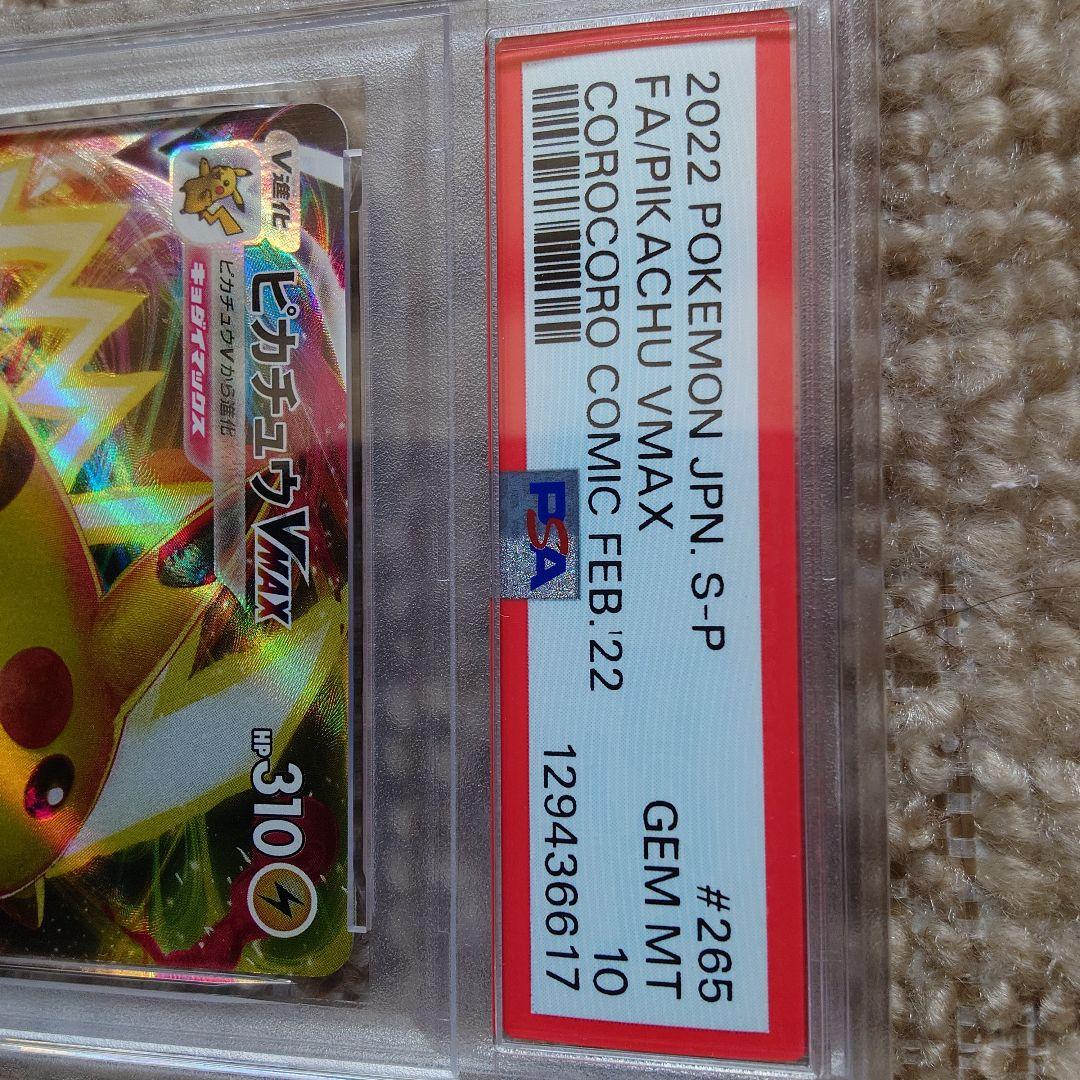 2022 POKEMON JPN. S-P #265
FA/PIKACHU VMAX GEM MT
COROCORO COMIC FEB.'22 10
129436617
PSA
V進化
ピカチュウVMAX
HP 310
ピカチュウVから進化
キョダイマックス